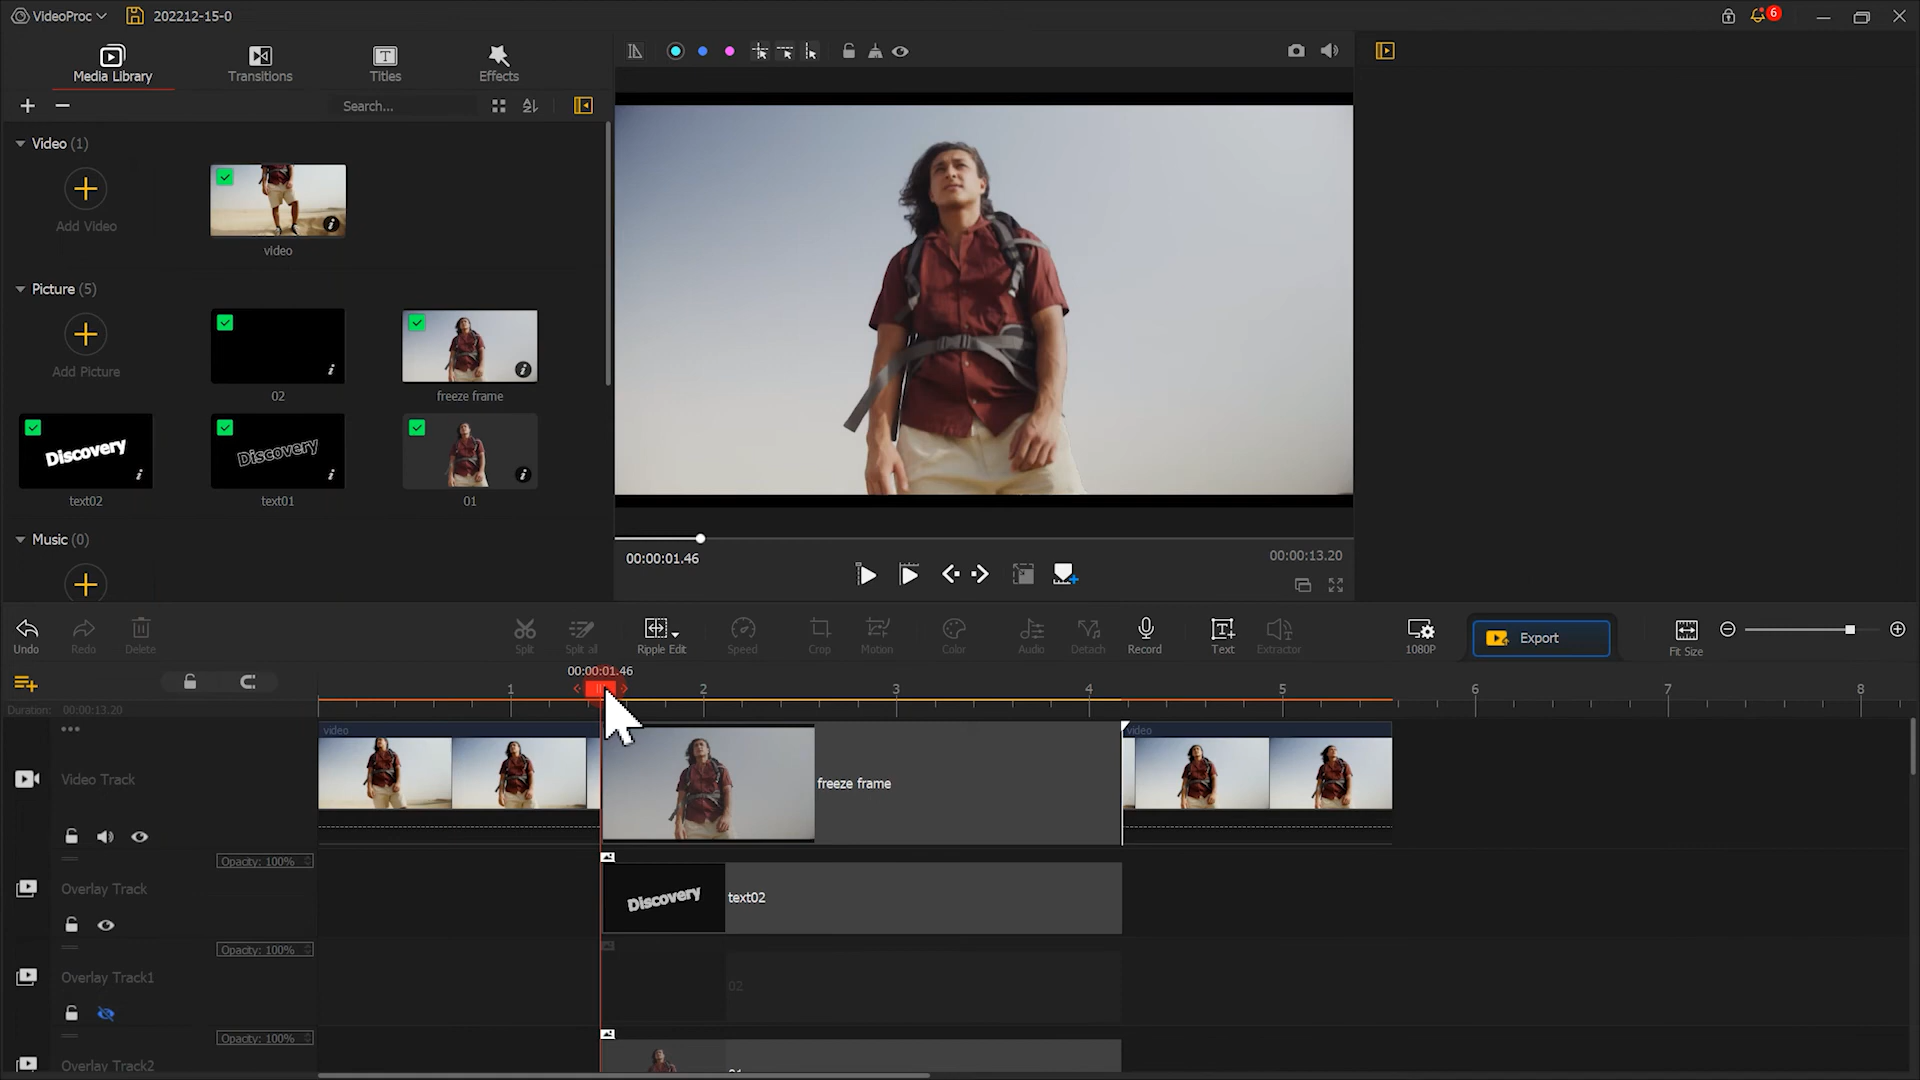 VideoProc
202212-15-0
6
Media Library
Transitions
Titles
Effects
Search...
Video (1)
Add Video
video
Picture (5)
Add Picture
02
freeze frame
Discovery
Discovery
text02
text01
01
Music (0)
00:00:01.46
00:00:13.20
Undo
Redo
Delete
Split
Split all
Ripple Edit
Speed
Crop
Motion
Color
Audio
Detach
Record
Text
Extractor
1080P
Export
Fit Size
00:00:01.46
1 2 3 4 5 6 7 8
Duration: 00:00:13.20
video
video
Video Track
freeze frame
Opacity: 100%
Overlay Track
Discovery
text02
Opacity: 100%
Overlay Track1
02
Opacity: 100%
Overlay Track2